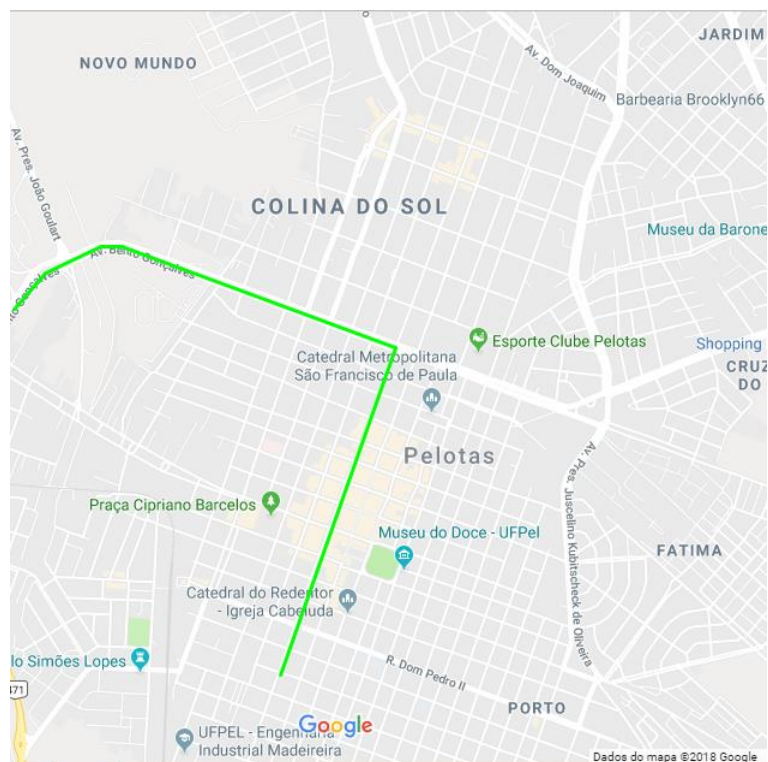 JARDIM
NOVO MUNDO
Av. Dom Joaquim
Barbearia Brooklyn66
Av. Pres. João Goulart
COLINA DO SOL
Museu da Barone
Av. Bento Gonçalves
nto Gonçalves
Esporte Clube Pelotas
Shopping
Catedral Metropolitana
São Francisco de Paula
CRUZ
DO
Pelotas
Av. Pres. Juscelino Kubitscheck de Oliveira
Praça Cipriano Barcelos
Museu do Doce - UFPel
FATIMA
Catedral do Redentor
- Igreja Cabeluda
lo Simões Lopes
R. Dom Pedro II
471
PORTO
Google
UFPEL - Engenharia
Industrial Madeireira
Dados do mapa ©2018 Google